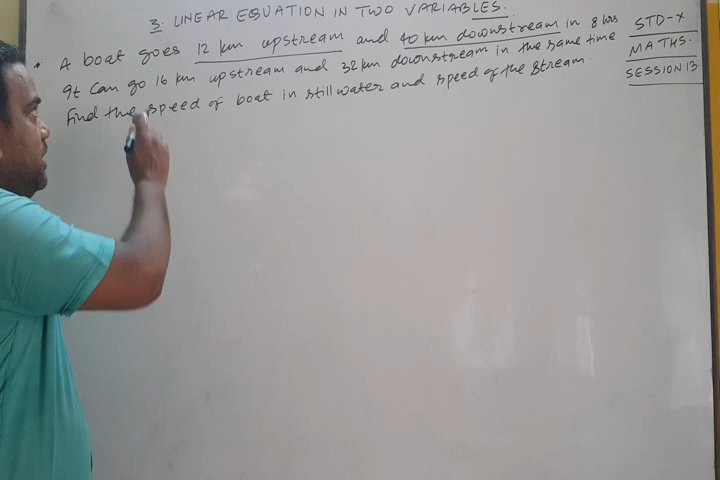 3. LINEAR EQUATION IN TWO VARIABLES.
* A boat goes 12 km upstream and 40 km downstream in 8 hrs
It can go 16 km upstream and 32 km downstream in the same time
Find the speed of boat in still water and speed of the stream.
STD-X
MATHS.
SESSION 13